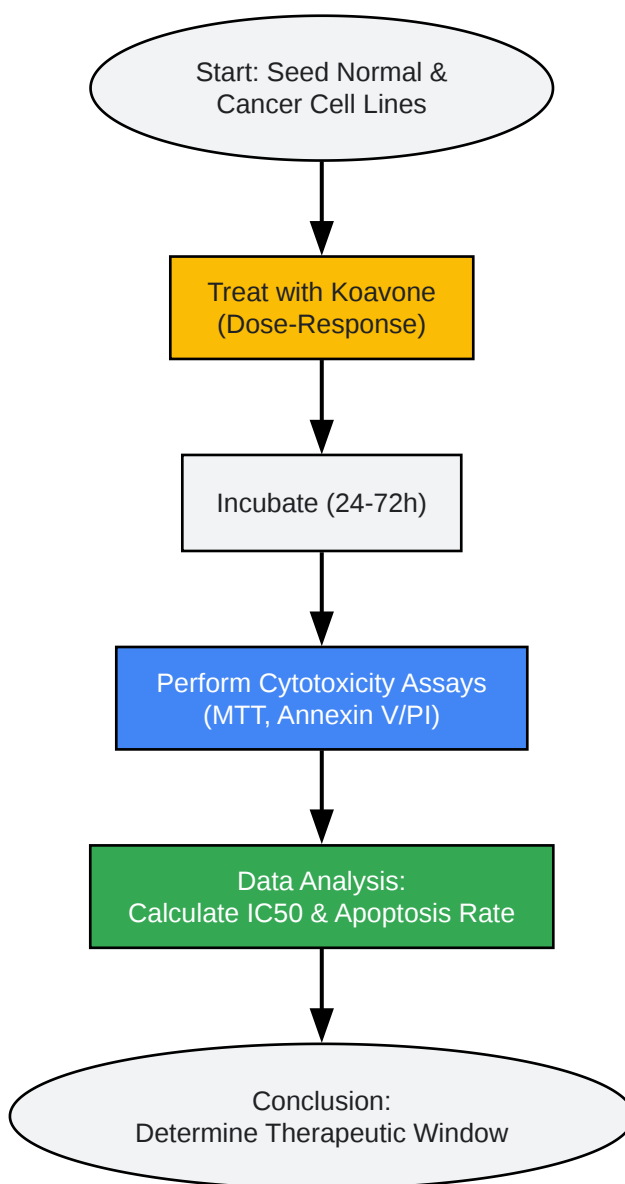 Start: Seed Normal &
Cancer Cell Lines
Treat with Koavone
(Dose-Response)
Incubate (24-72h)
Perform Cytotoxicity Assays
(MTT, Annexin V/PI)
Data Analysis:
Calculate IC50 & Apoptosis Rate
Conclusion:
Determine Therapeutic Window